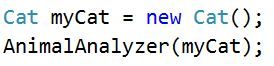 Cat myCat = new Cat();
AnimalAnalyzer(myCat);